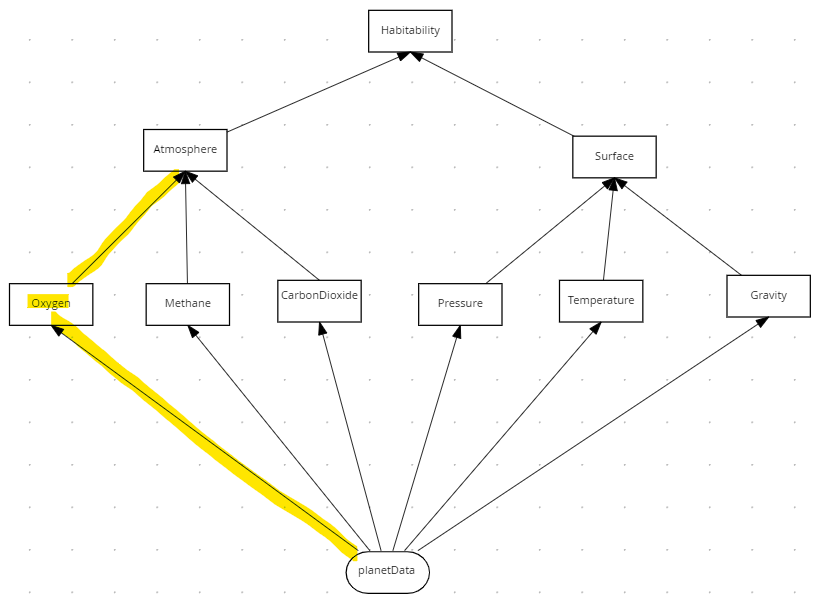 Habitability
Atmosphere
Surface
Oxygen
Methane
CarbonDioxide
Pressure
Temperature
Gravity
planetData